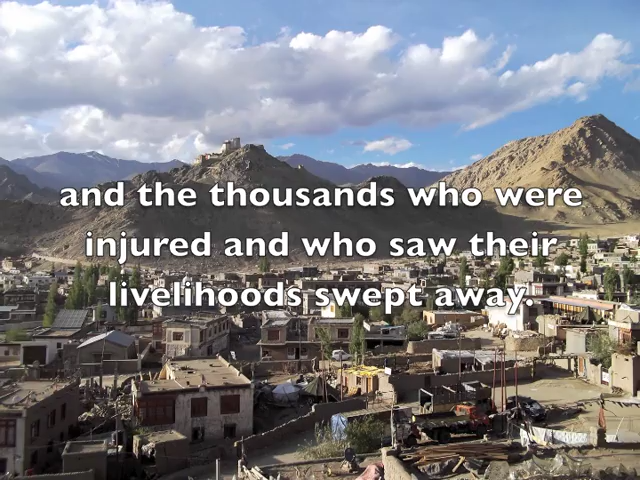 and the thousands who were
injured and who saw their
livelihoods swept away.